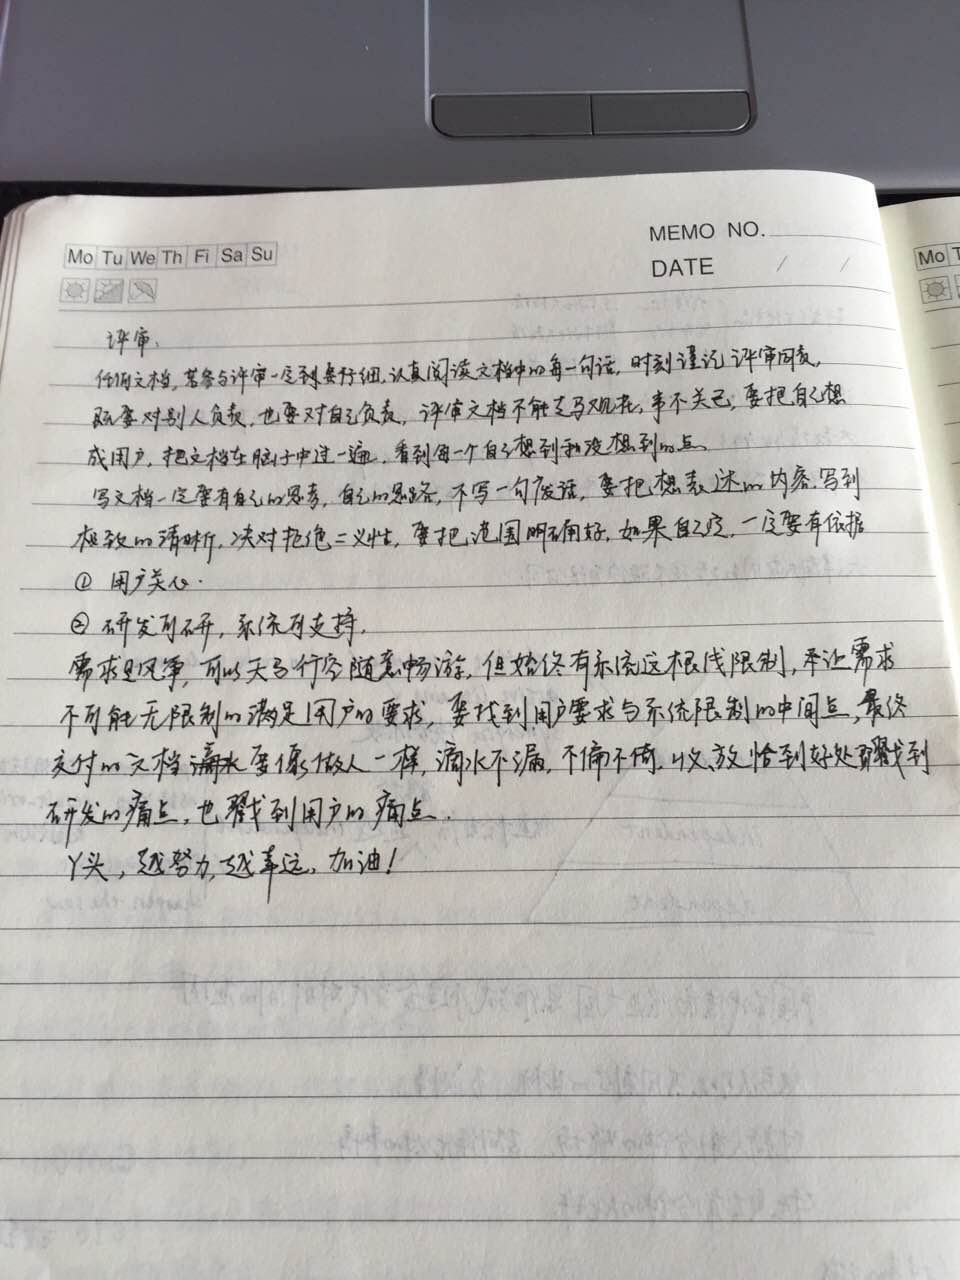 MEMO NO.
Mo Tu We Th Fi Sa Su
Mo T
DATE / /
评审.
任何文档,若参与评审一定到要仔细,认真阅读文档中的每一句话,时刻谨记评审同责,
既要对别人负责,也要对自己负责,评审文档不能走马观花,事不关己,要把自己想
成用户,把文档在脑子中过一遍,看到每一个自己想到和没想到的点.
写文档一定要有自己的思考,自己的思路,不写一句废话,要把想表述的内容写到
极致的清晰,决对拒绝二义性,要把范围明确好,如果自己定,一定要有依据
① 用户关心.
② 研发可研,系统可支持.
需求是风筝,可以天马行空随意畅游,但始终有系统这根线限制,牵让需求
不可能无限制的满足用户的要求,要找到用户要求与系统限制的中间点,最终
交付的文档 要像做人一样,滴水不漏,不偏不倚,收、放恰到好处戳到
研发的痛点,也戳到用户的痛点.
丫头,越努力,越幸运,加油!